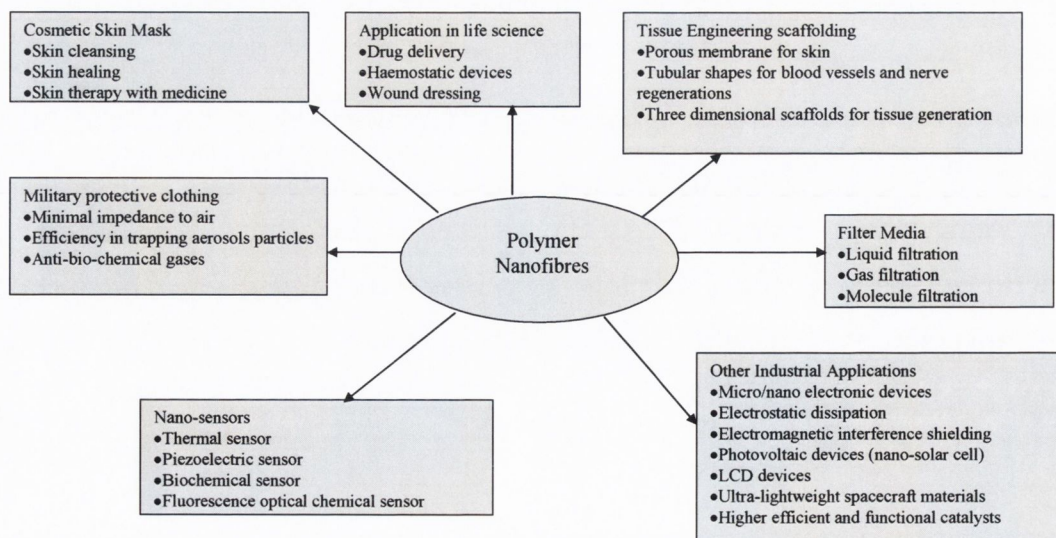 Cosmetic Skin Mask
●Skin cleansing
●Skin healing
●Skin therapy with medicine
Application in life science
●Drug delivery
●Haemostatic devices
●Wound dressing
Tissue Engineering scaffolding
●Porous membrane for skin
●Tubular shapes for blood vessels and nerve
regenerations
●Three dimensional scaffolds for tissue generation
Military protective clothing
●Minimal impedance to air
●Efficiency in trapping aerosols particles
●Anti-bio-chemical gases
Polymer
Nanofibres
Filter Media
●Liquid filtration
●Gas filtration
●Molecule filtration
Nano-sensors
●Thermal sensor
●Piezoelectric sensor
●Biochemical sensor
●Fluorescence optical chemical sensor
Other Industrial Applications
●Micro/nano electronic devices
●Electrostatic dissipation
●Electromagnetic interference shielding
●Photovoltaic devices (nano-solar cell)
●LCD devices
●Ultra-lightweight spacecraft materials
●Higher efficient and functional catalysts